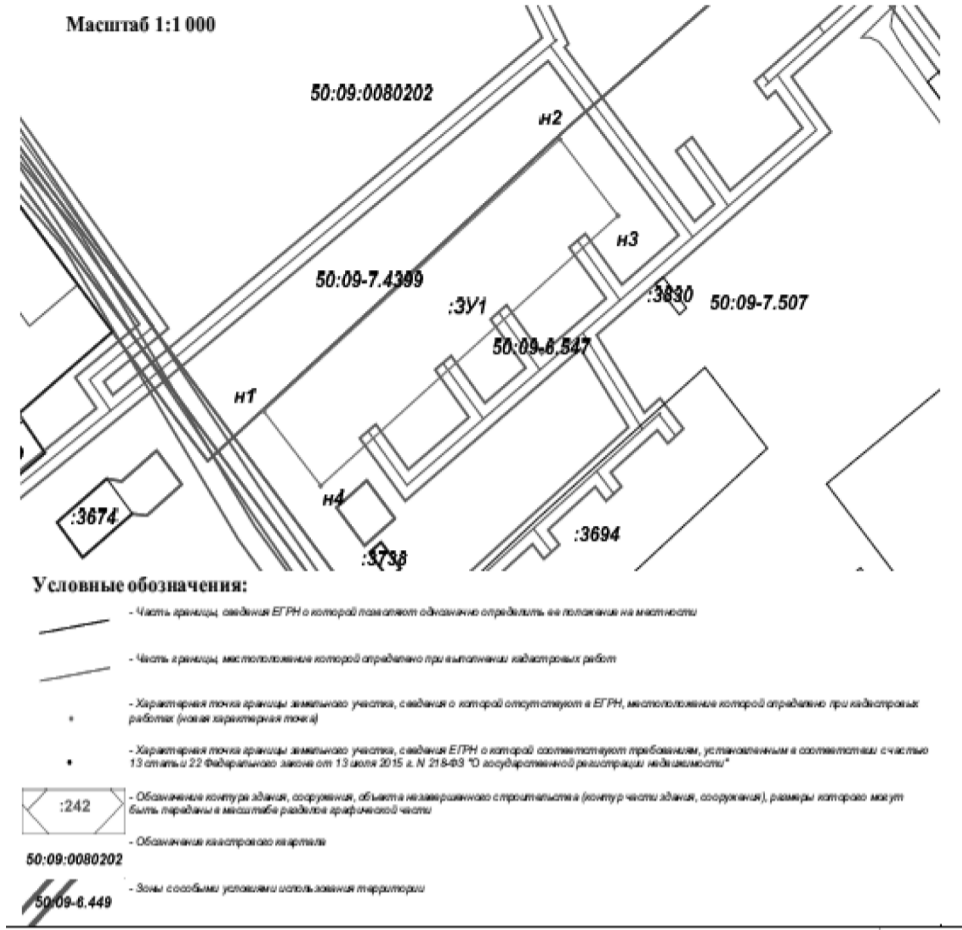 Масштаб 1:1 000
50:09:0080202
н2
н3
50:09-7.4399
:ЗУ1
:3830
50:09-7.507
50:09-6.547
н1
н4
:3674
:3738
:3694
Условные обозначения:
- Часть границы, сведения ЕГРН о которой позволяют однозначно определить ее положение на местности
- Часть границы, местоположение которой определено при выполнении кадастровых работ
- Характерная точка границы земельного участка, сведения о которой отсутствуют в ЕГРН, местоположение которой определено при кадастровых
работах (новая характерная точка)
- Характерная точка границы земельного участка, сведения ЕГРН о которой соответствуют требованиям, установленным в соответствии с частью
13 статьи 22 Федерального закона от 13 июля 2015 г. N 218-ФЗ "О государственной регистрации недвижимости"
:242
- Обозначение контура здания, сооружения, объекта незавершенного строительства (контур части здания, сооружения), размеры которого могут
быть переданы в масштабе разделов графической части
- Обозначение каастрового квартала
50:09:0080202
- Зоны с особыми условиями использования территории
50:09-6.449